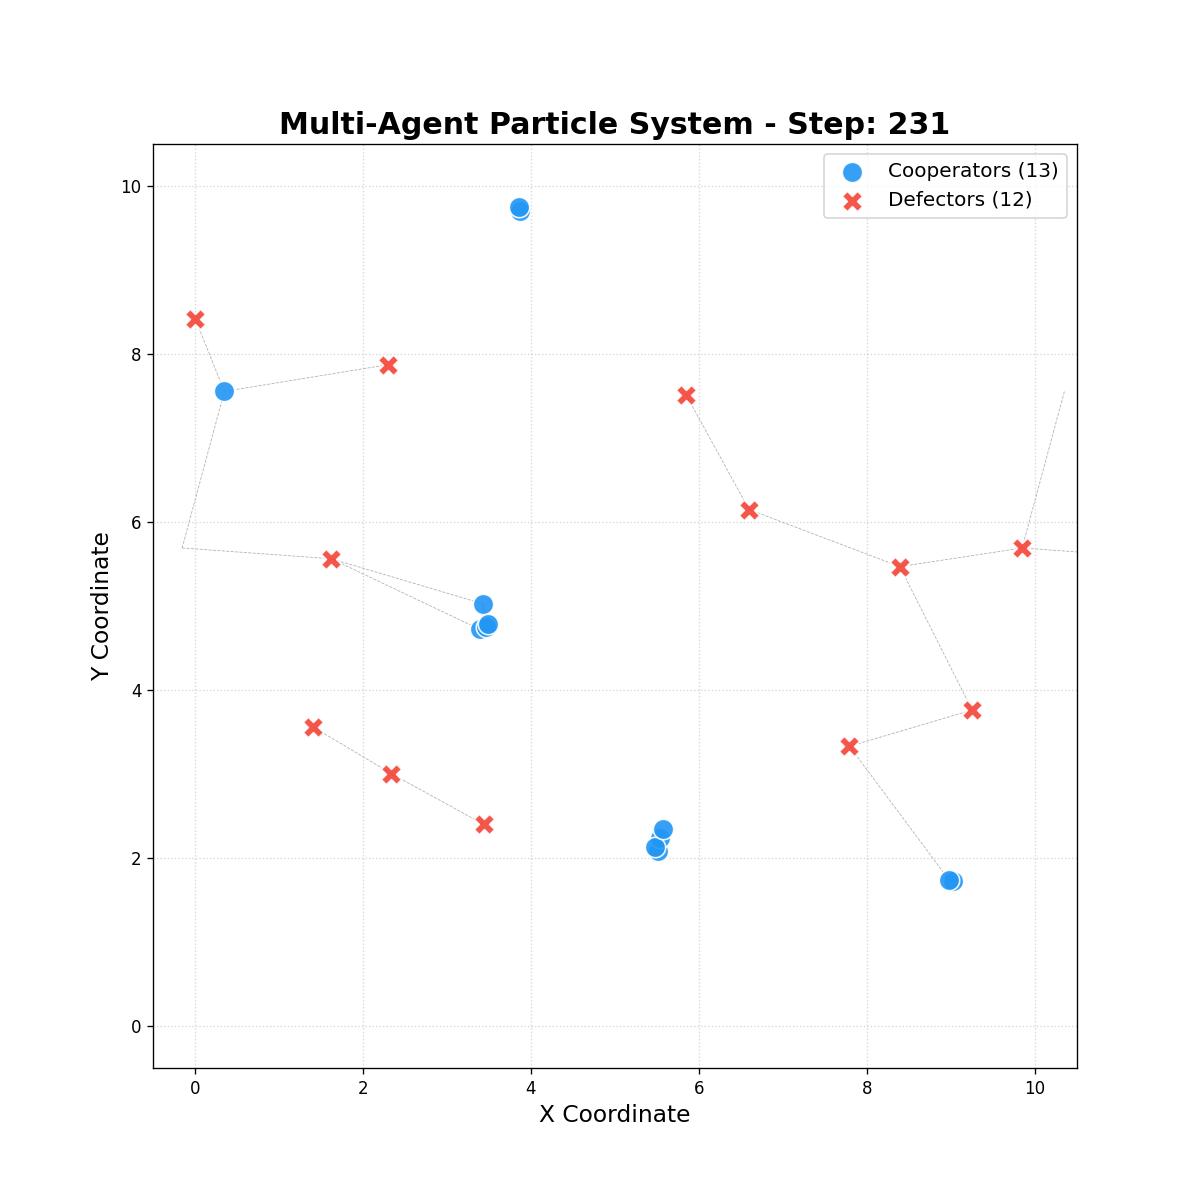 Multi-Agent Particle System - Step: 231
Cooperators (13)
Defectors (12)
10
8
6
4
2
0
Y Coordinate
0 2 4 6 8 10
X Coordinate